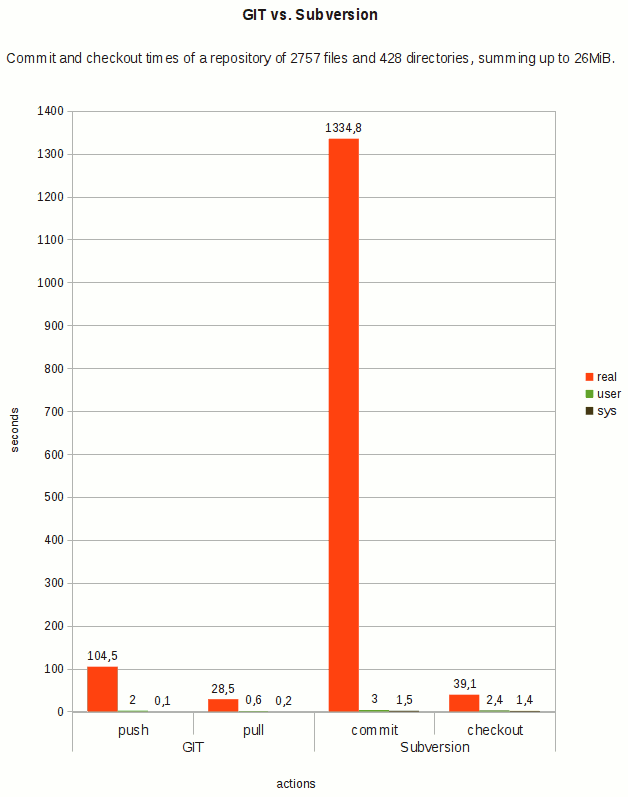 GIT vs. Subversion
Commit and checkout times of a repository of 2757 files and 428 directories, summing up to 26MiB.
1400
1300
1200
1100
1000
900
800
700
600
500
400
300
200
100
0
seconds
104,5
2
0,1
28,5
0,6
0,2
1334,8
3
1,5
39,1
2,4
1,4
real
user
sys
push
pull
commit
checkout
GIT
Subversion
actions